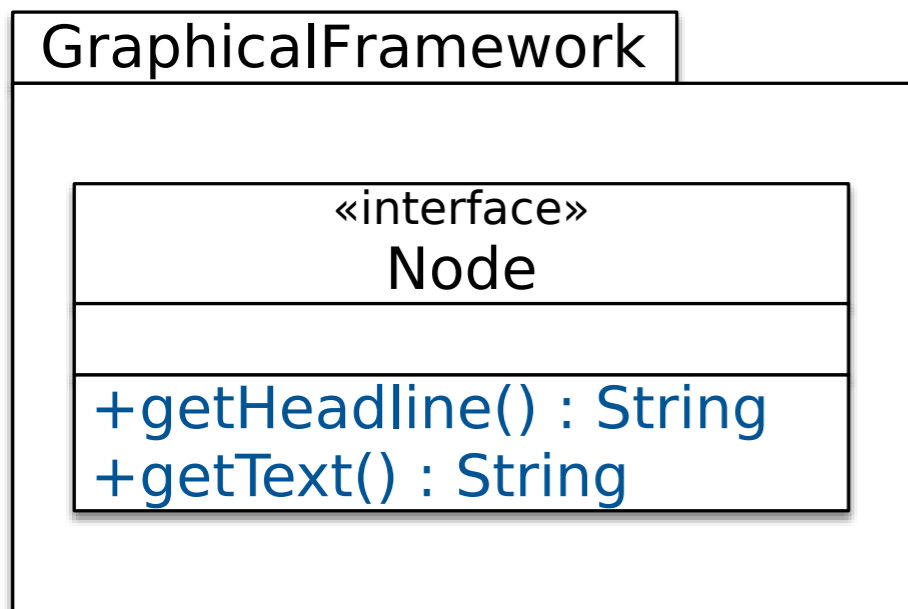 GraphicalFramework
«interface»
Node
+getHeadline() : String
+getText() : String